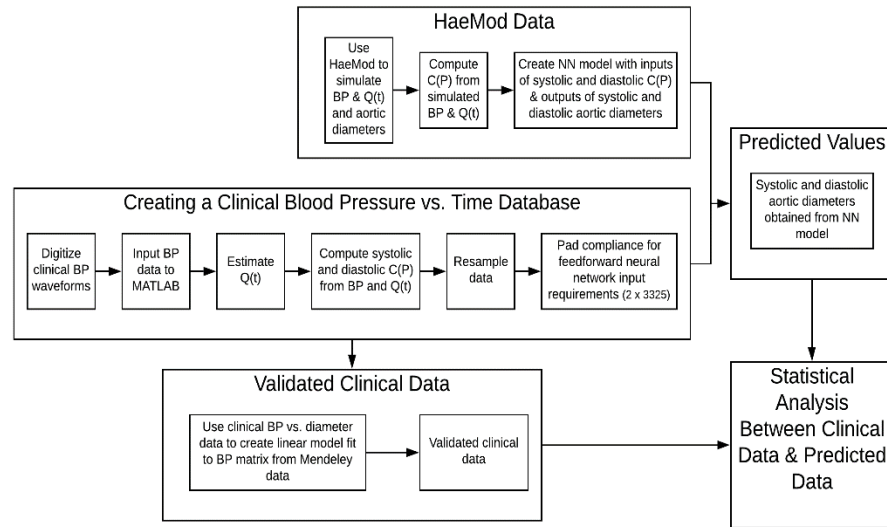 HaeMod Data
Use
HaeMod to
simulate
BP & Q(t)
and aortic
diameters
Compute
C(P) from
simulated
BP & Q(t)
Create NN model with inputs
of systolic and diastolic C(P)
& outputs of systolic and
diastolic aortic diameters
Predicted Values
Systolic and diastolic
aortic diameters
obtained from NN
model
Creating a Clinical Blood Pressure vs. Time Database
Digitize
clinical BP
waveforms
Input BP
data to
MATLAB
Estimate
Q(t)
Compute systolic
and diastolic C(P)
from BP and Q(t)
Resample
data
Pad compliance for
feedforward neural
network input
requirements (2 x 3325)
Validated Clinical Data
Use clinical BP vs. diameter
data to create linear model fit
to BP matrix from Mendeley
data
Validated clinical
data
Statistical
Analysis
Between Clinical
Data & Predicted
Data